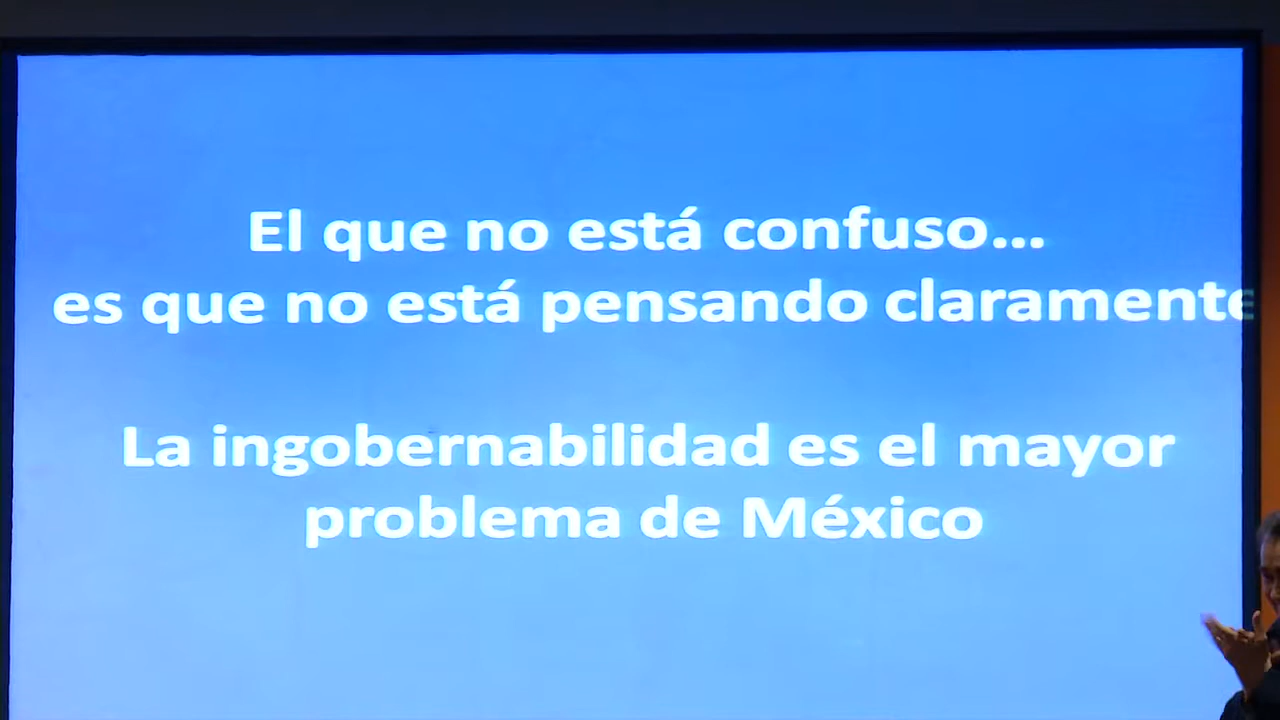 El que no está confuso...
es que no está pensando claramente
La ingobernabilidad es el mayor
problema de México